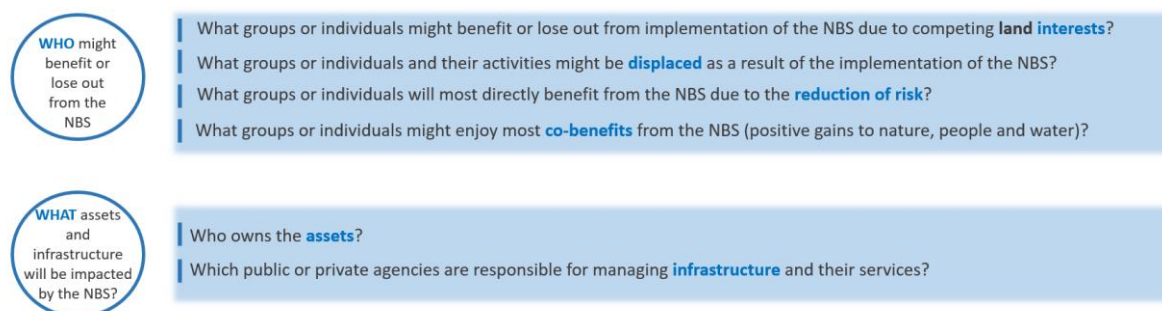 WHO might
benefit or
lose out
from the
NBS
What groups or individuals might benefit or lose out from implementation of the NBS due to competing land interests?
What groups or individuals and their activities might be displaced as a result of the implementation of the NBS?
What groups or individuals will most directly benefit from the NBS due to the reduction of risk?
What groups or individuals might enjoy most co-benefits from the NBS (positive gains to nature, people and water)?
WHAT assets
and
infrastructure
will be impacted
by the NBS?
Who owns the assets?
Which public or private agencies are responsible for managing infrastructure and their services?